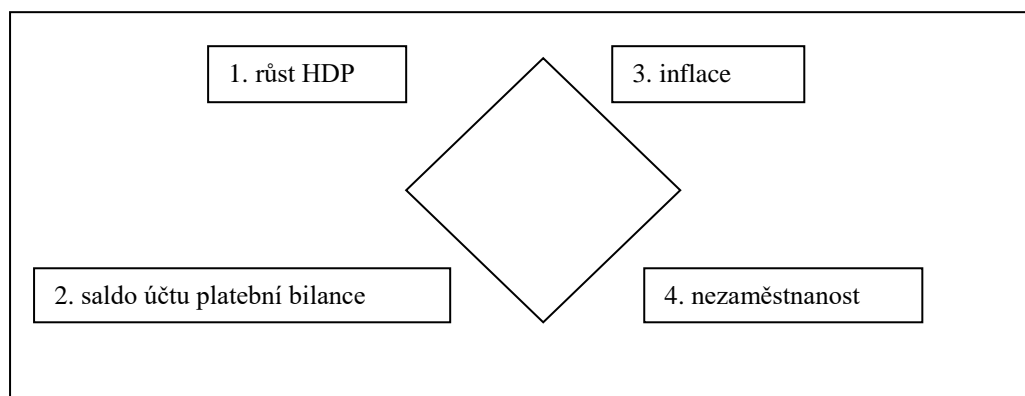 1. růst HDP
3. inflace
2. saldo účtu platební bilance
4. nezaměstnanost